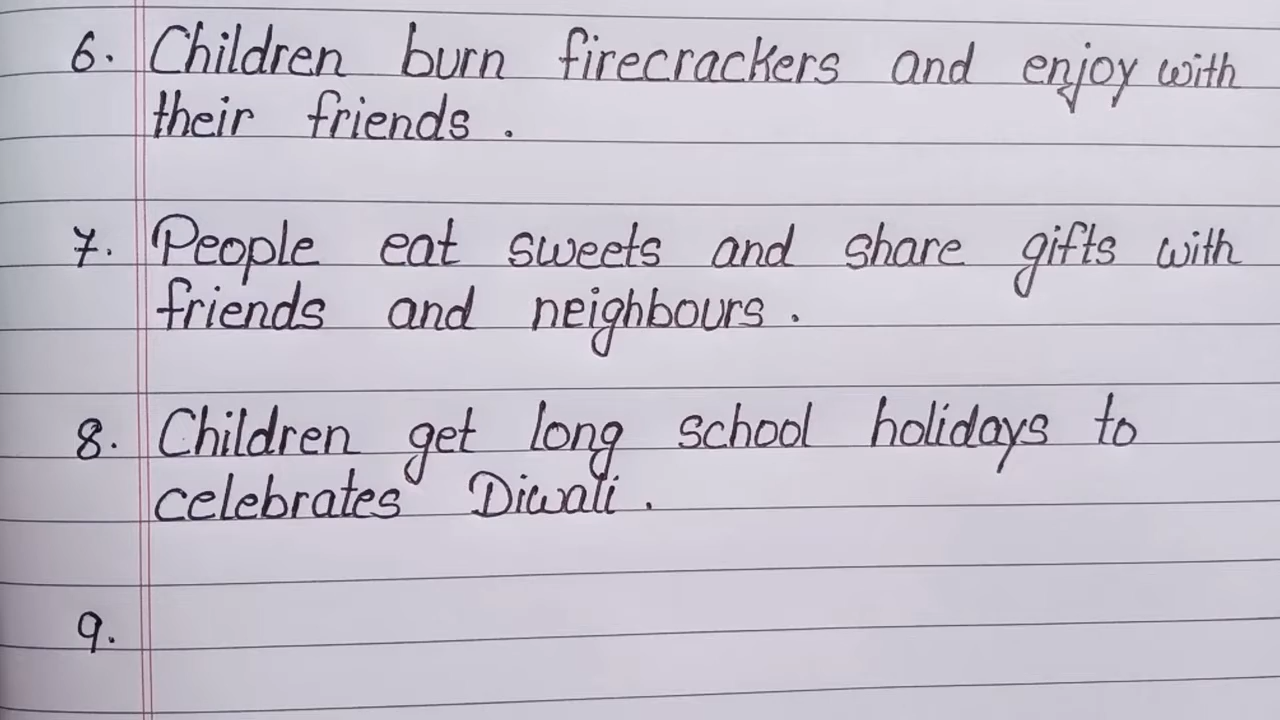 6. Children burn firecrackers and enjoy with
their friends.
7. People eat sweets and share gifts with
friends and neighbours.
8. Children get long school holidays to
celebrates Diwali.
9.